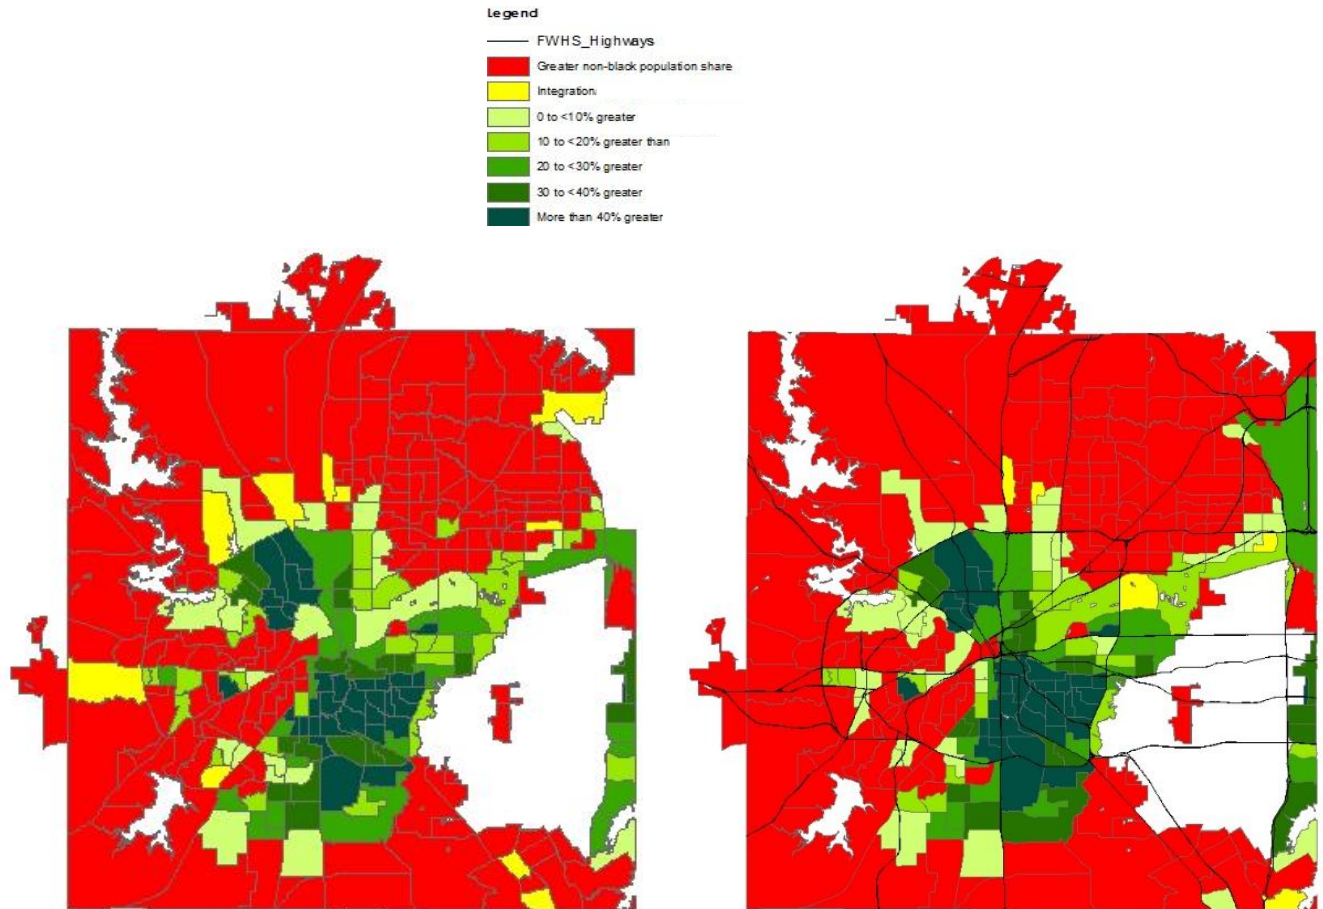 Legend
FWHS_Highways
Greater non-black population share
Integration
0 to <10% greater
10 to <20% greater than
20 to <30% greater
30 to <40% greater
More than 40% greater